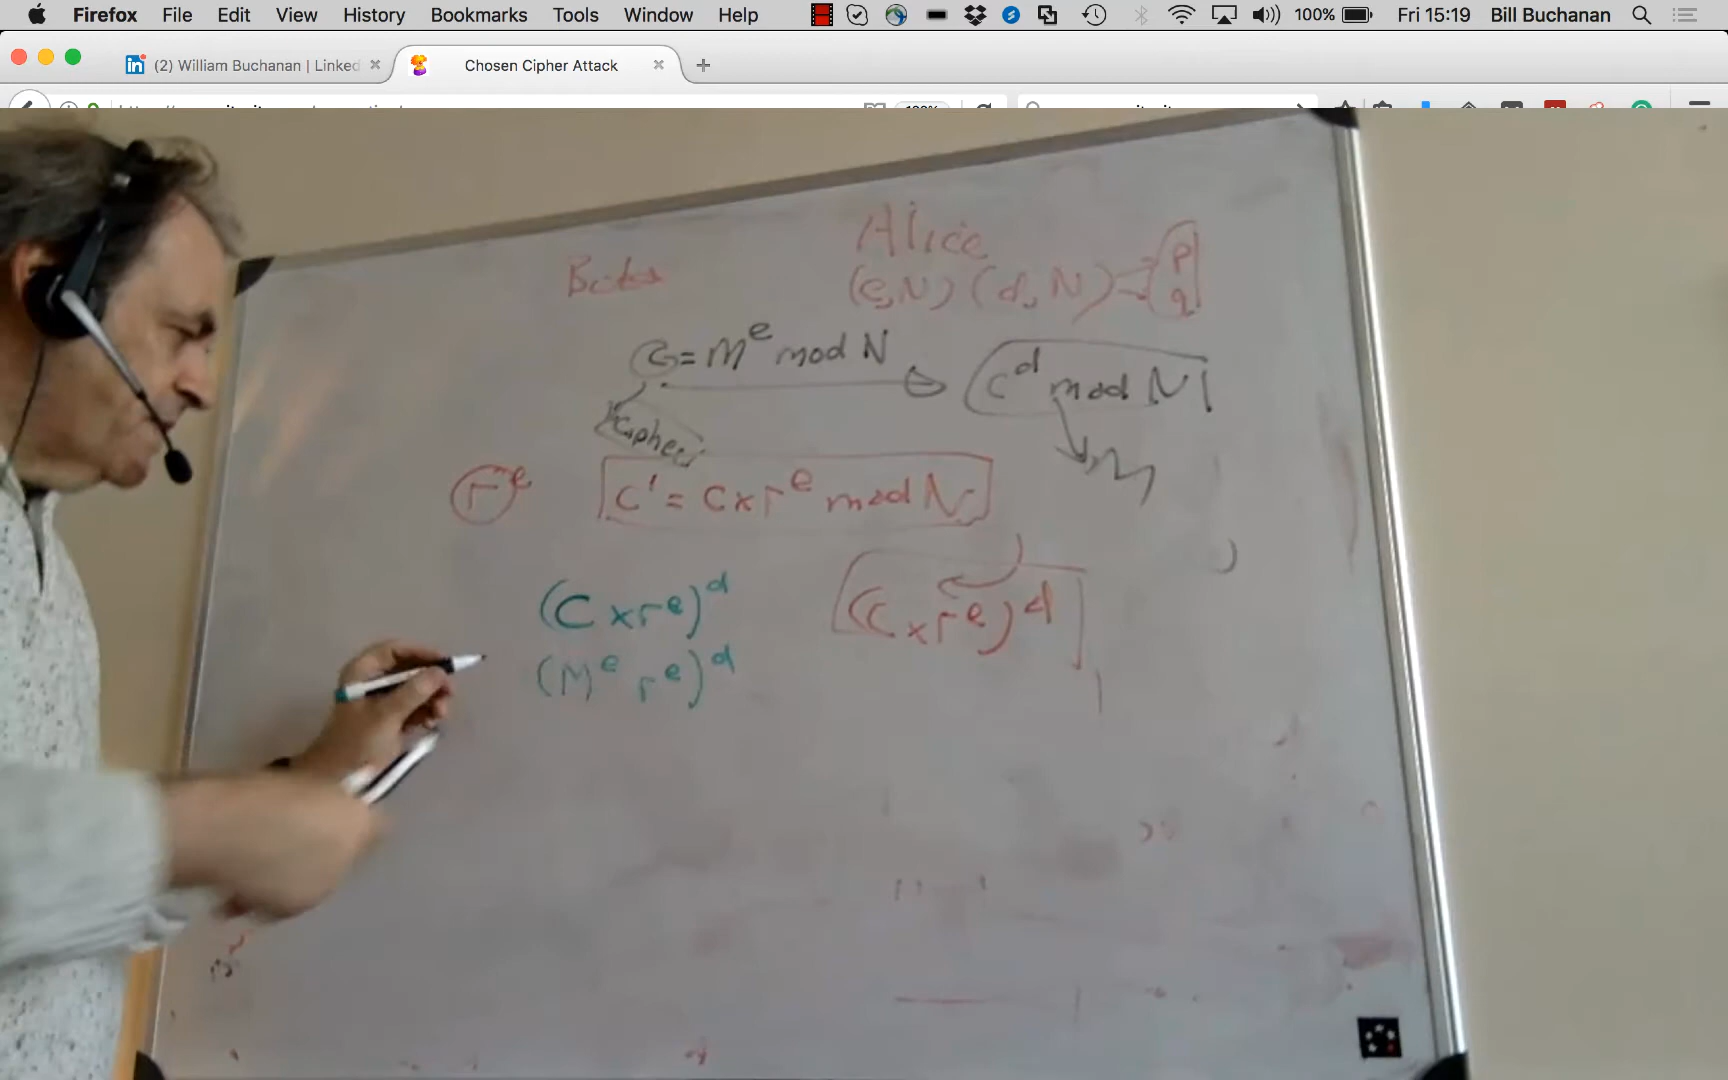 Firefox File Edit View History Bookmarks Tools Window Help 100% Fri 15:19 Bill Buchanan
(2) William Buchanan | Linked Chosen Cipher Attack
Alice
(e,N) (d,N) → p
q
C = M^e mod N
C^d mod N
Cipher
M
r^e C' = C x r^e mod N
(C x r^e)^d (C x r^e)^d
(M^e r^e)^d